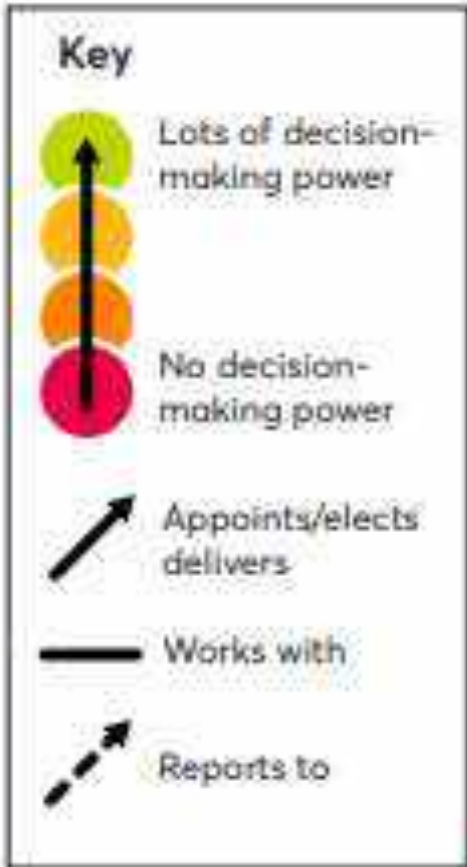 Key
Lots of decision-
making power
No decision-
making power
Appoints/elects
delivers
Works with
Reports to